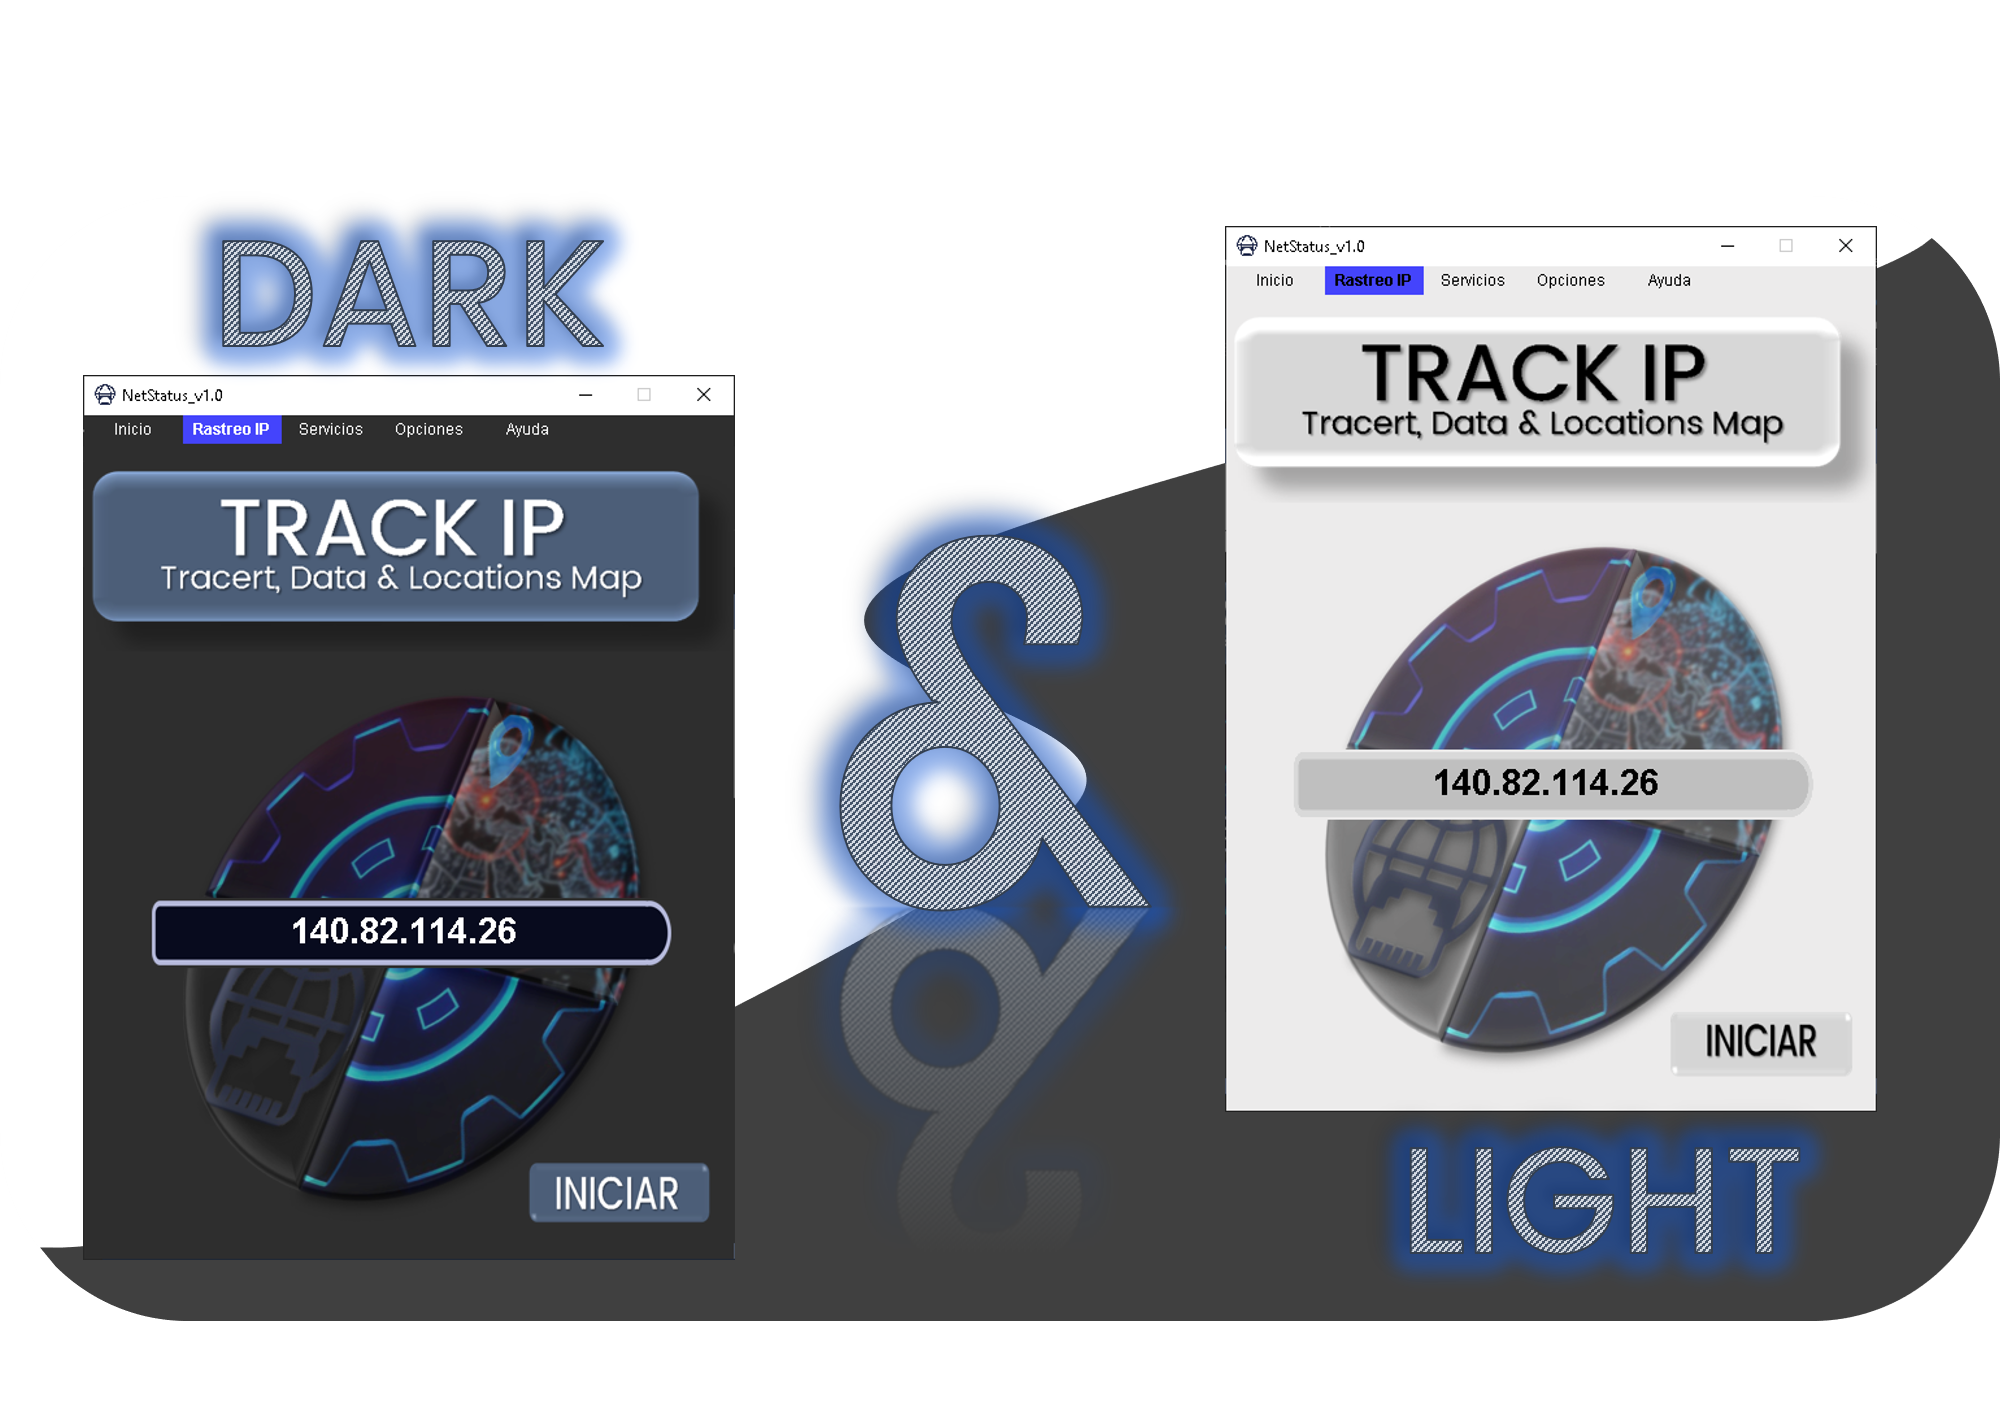 DARK
NetStatus_v1.0
Inicio Rastreo IP Servicios Opciones Ayuda
TRACK IP
Tracert, Data & Locations Map
140.82.114.26
INICIAR
&
NetStatus_v1.0
Inicio Rastreo IP Servicios Opciones Ayuda
TRACK IP
Tracert, Data & Locations Map
140.82.114.26
INICIAR
LIGHT